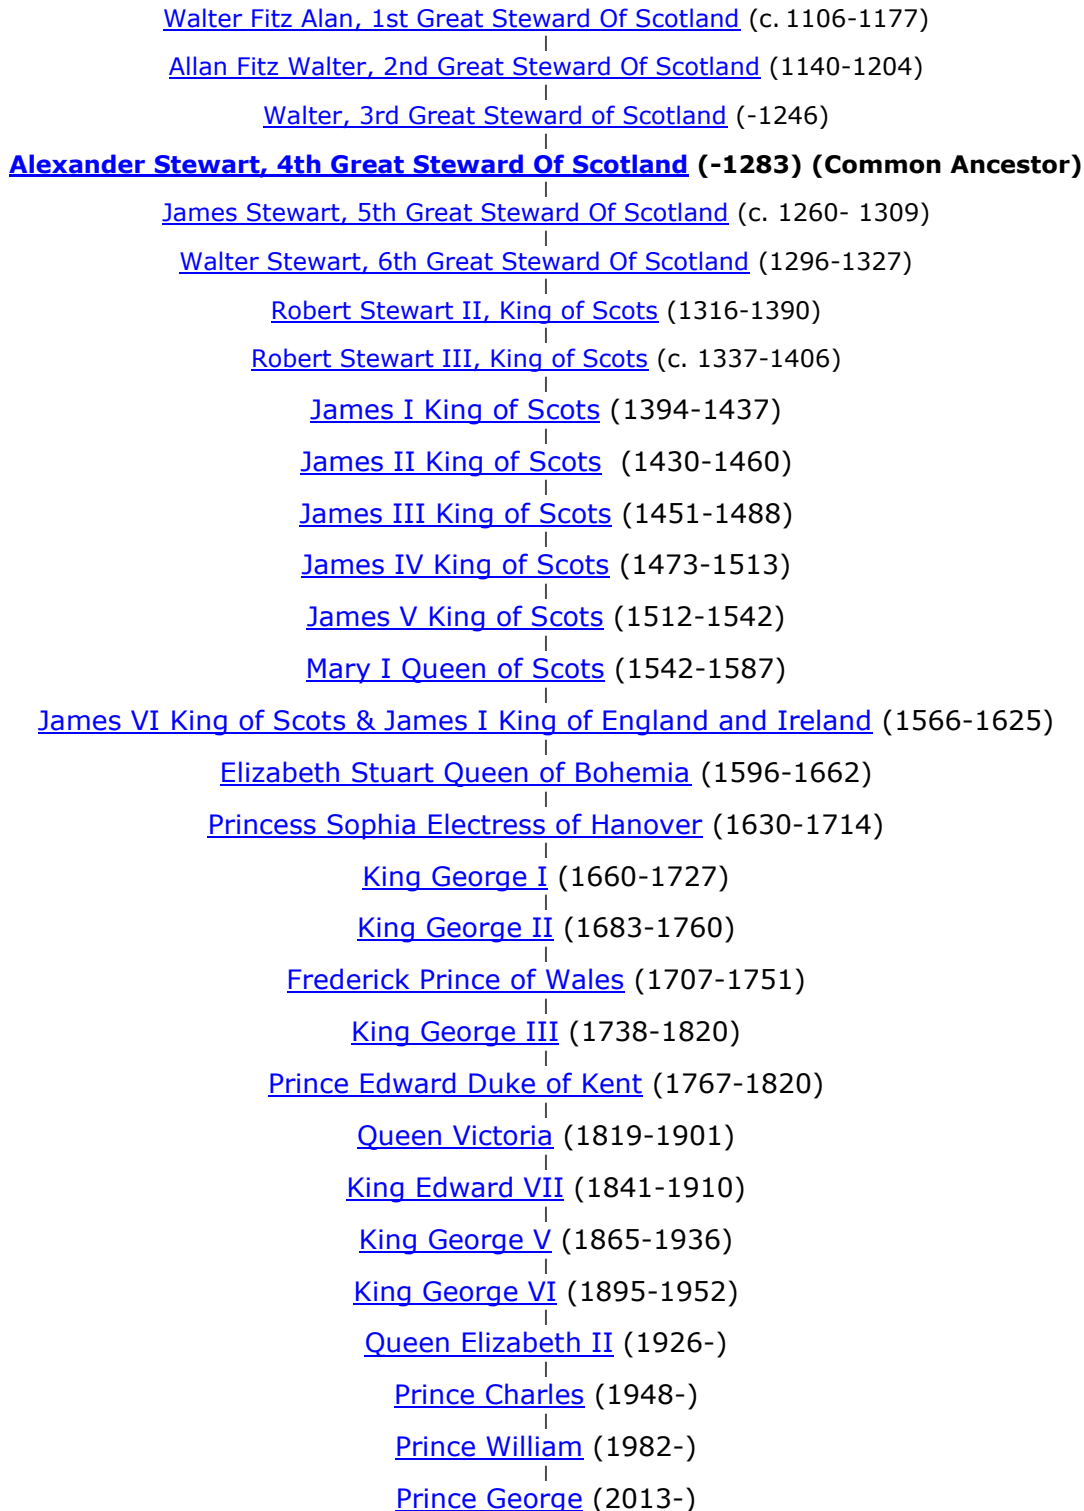 Walter Fitz Alan, 1st Great Steward Of Scotland (c. 1106-1177)
Allan Fitz Walter, 2nd Great Steward Of Scotland (1140-1204)
Walter, 3rd Great Steward of Scotland (-1246)
Alexander Stewart, 4th Great Steward Of Scotland (-1283) (Common Ancestor)
James Stewart, 5th Great Steward Of Scotland (c. 1260- 1309)
Walter Stewart, 6th Great Steward Of Scotland (1296-1327)
Robert Stewart II, King of Scots (1316-1390)
Robert Stewart III, King of Scots (c. 1337-1406)
James I King of Scots (1394-1437)
James II King of Scots (1430-1460)
James III King of Scots (1451-1488)
James IV King of Scots (1473-1513)
James V King of Scots (1512-1542)
Mary I Queen of Scots (1542-1587)
James VI King of Scots & James I King of England and Ireland (1566-1625)
Elizabeth Stuart Queen of Bohemia (1596-1662)
Princess Sophia Electress of Hanover (1630-1714)
King George I (1660-1727)
King George II (1683-1760)
Frederick Prince of Wales (1707-1751)
King George III (1738-1820)
Prince Edward Duke of Kent (1767-1820)
Queen Victoria (1819-1901)
King Edward VII (1841-1910)
King George V (1865-1936)
King George VI (1895-1952)
Queen Elizabeth II (1926-)
Prince Charles (1948-)
Prince William (1982-)
Prince George (2013-)